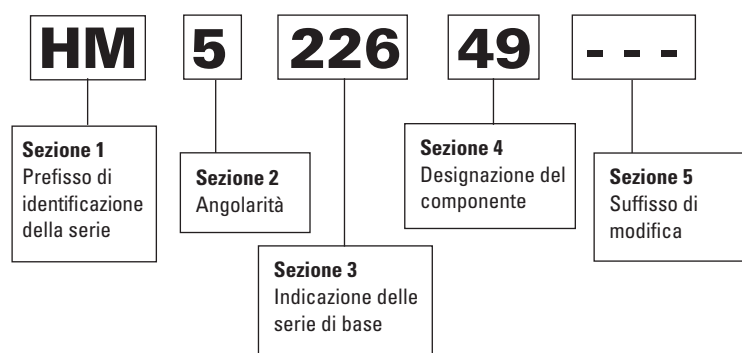 HM 5 226 49 - - -
Sezione 1
Prefisso di
identificazione
della serie
Sezione 2
Angolarità
Sezione 3
Indicazione delle
serie di base
Sezione 4
Designazione del
componente
Sezione 5
Suffisso di
modifica